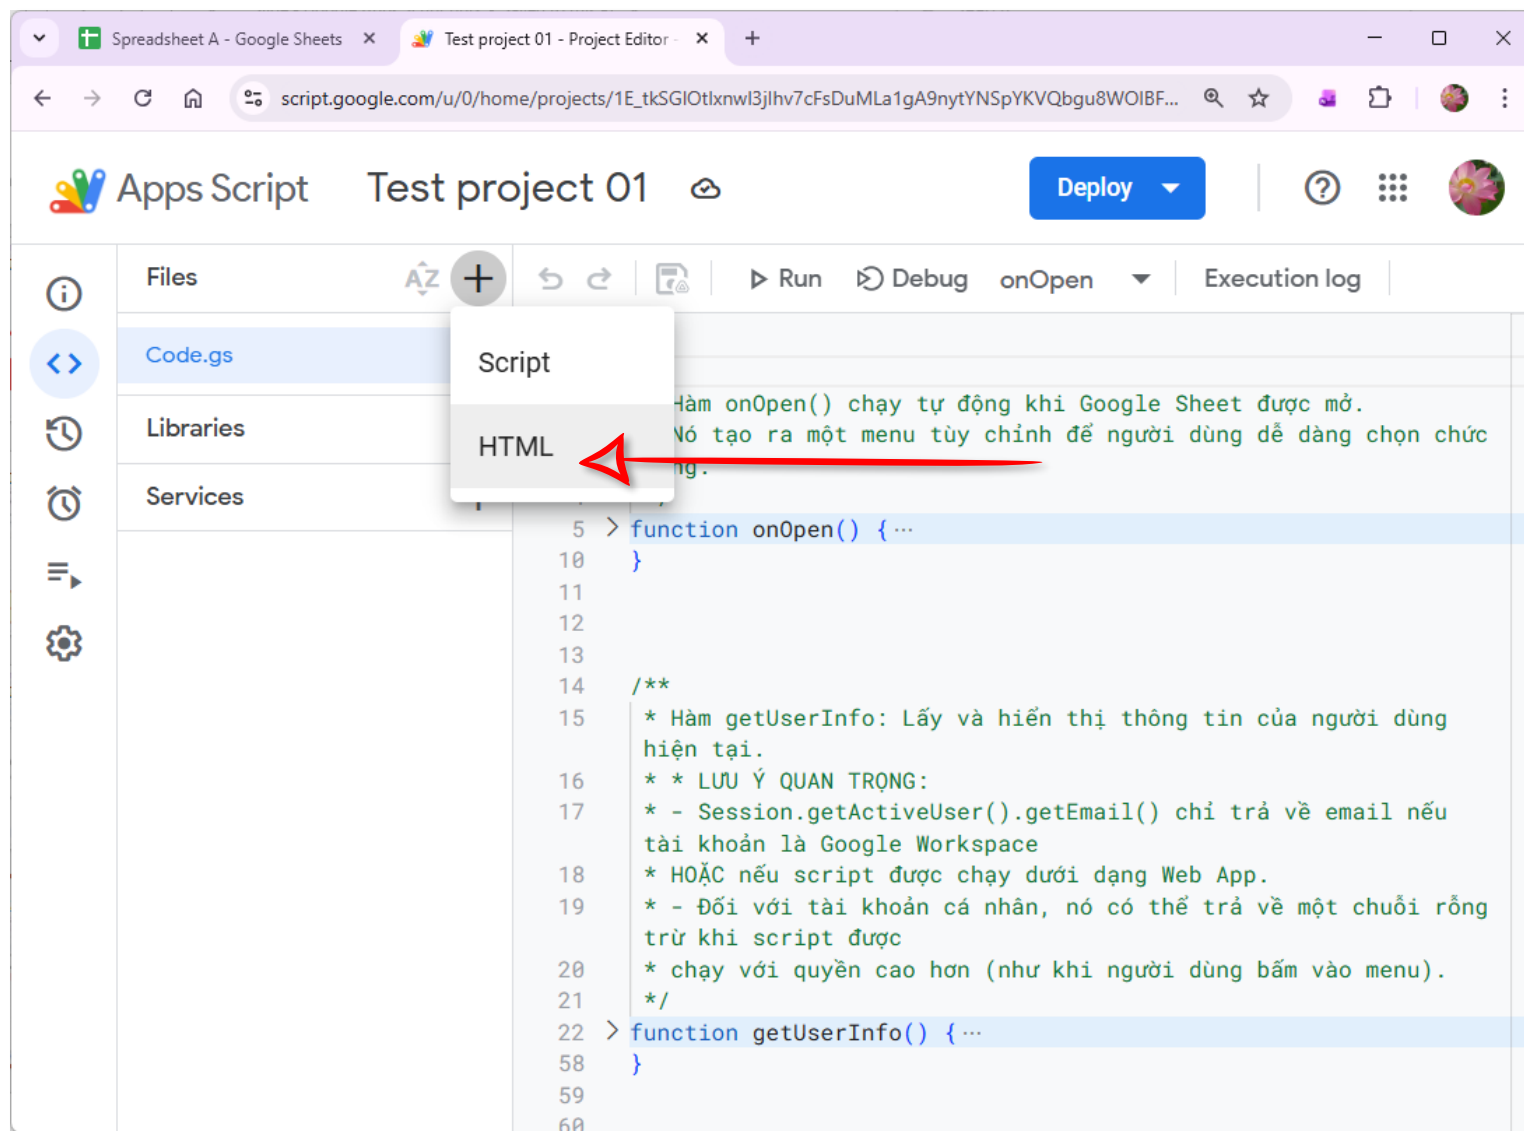 Spreadsheet A - Google Sheets
Test project 01 - Project Editor -
script.google.com/u/0/home/projects/
Apps Script
Test project 01
Deploy
Files
AZ
Run
Debug
onOpen
Execution log
Code.gs
Script
HTML
Libraries
Services
Hàm onOpen() chạy tự động khi Google Sheet được mở.
Nó tạo ra một menu tùy chỉnh để người dùng dễ dàng chọn chức
ng.
5 function onOpen() { ...
10 }
11
12
13
14 /**
15 * Hàm getUserInfo: Lấy và hiển thị thông tin của người dùng
hiện tại.
16 * * LƯU Ý QUAN TRỌNG:
17 * - Session.getActiveUser().getEmail() chỉ trả về email nếu
tài khoản là Google Workspace
18 * HOẶC nếu script được chạy dưới dạng Web App.
19 * - Đối với tài khoản cá nhân, nó có thể trả về một chuỗi rỗng
trừ khi script được
20 * chạy với quyền cao hơn (như khi người dùng bấm vào menu).
21 */
22 function getUserInfo() { ...
58 }
59
60